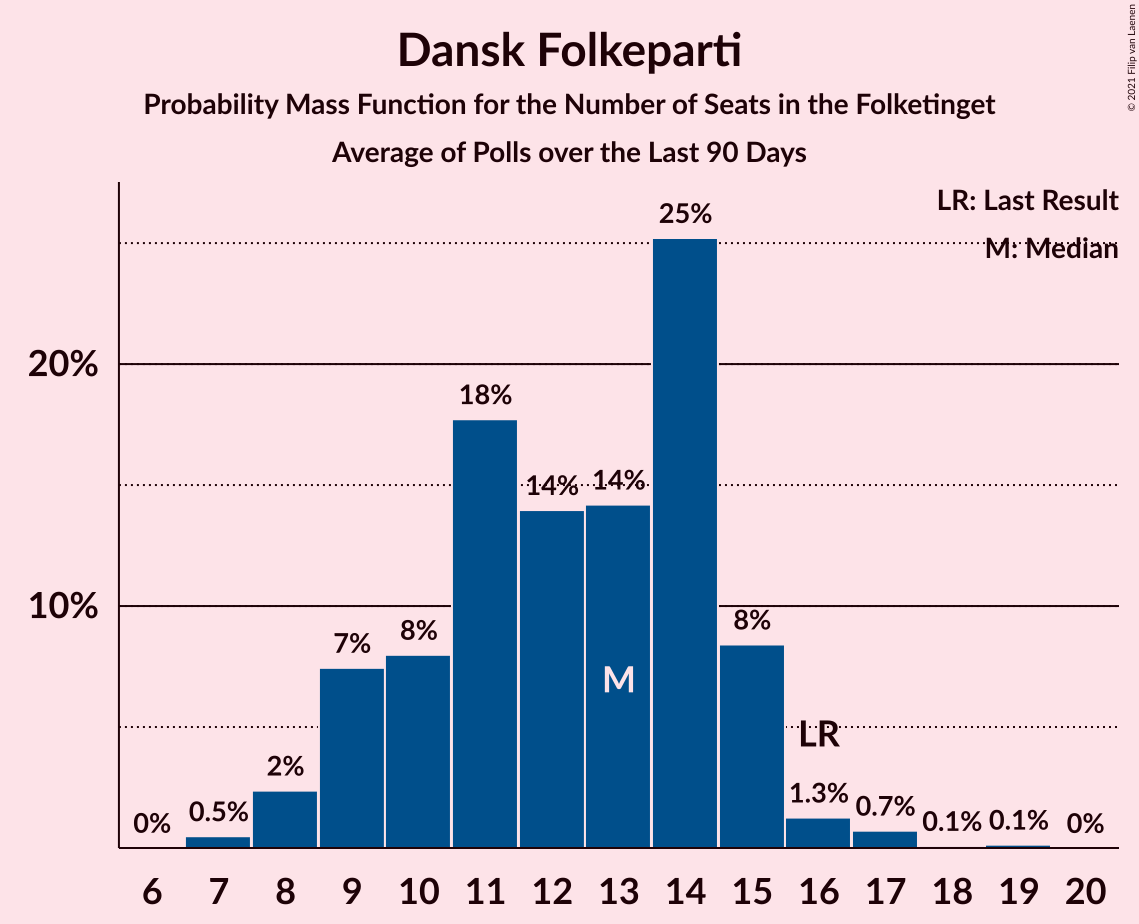 Dansk Folkeparti
Probability Mass Function for the Number of Seats in the Folketinget
Average of Polls over the Last 90 Days
© 2021 Filip van Laenen
LR: Last Result
M: Median
20%
10%
0%
0.5%
2%
7%
8%
18%
14%
14%
25%
8%
1.3%
0.7%
0.1%
0.1%
0%
M
LR
6 7 8 9 10 11 12 13 14 15 16 17 18 19 20